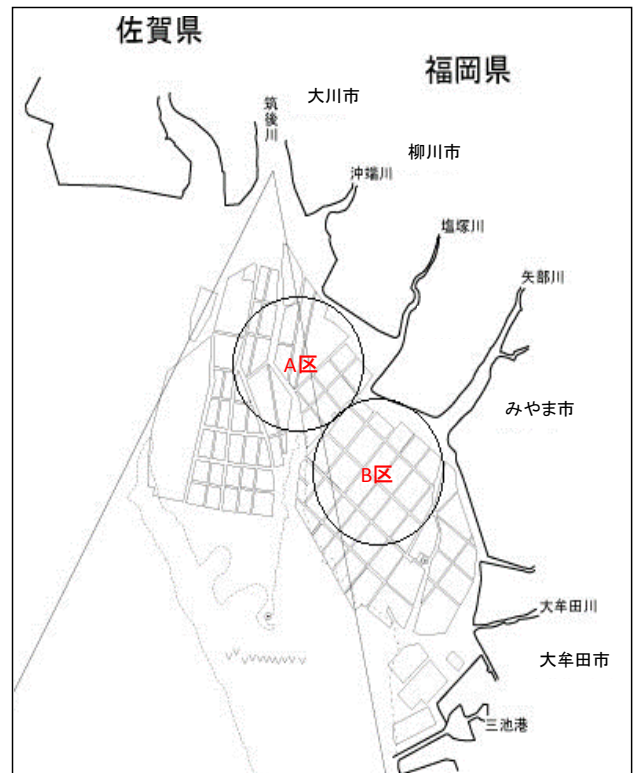 佐賀県
福岡県
大川市
筑後川
柳川市
沖端川
塩塚川
矢部川
A区
みやま市
B区
大牟田川
大牟田市
三池港